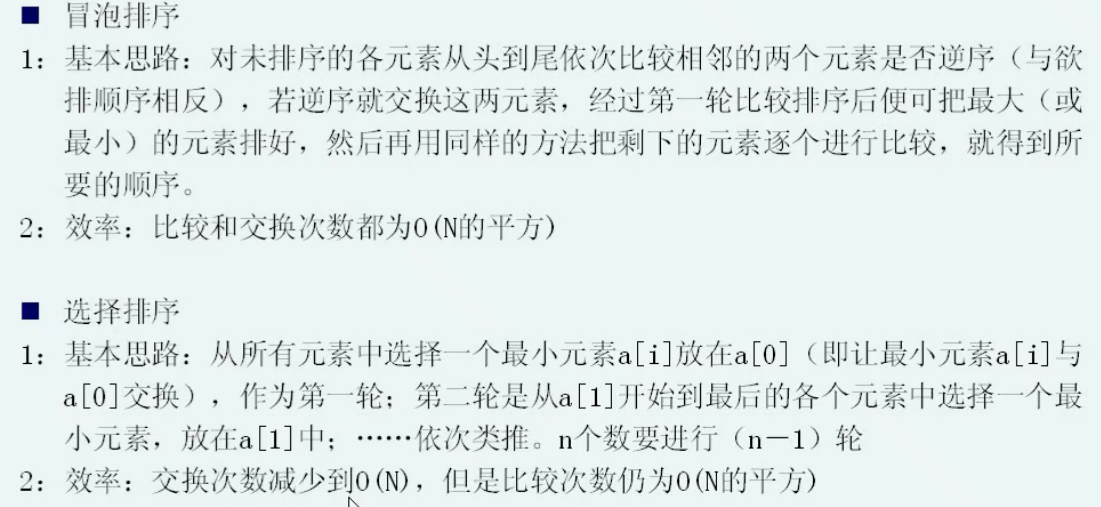 ■ 冒泡排序
1: 基本思路: 对未排序的各元素从头到尾依次比较相邻的两个元素是否逆序（与欲
排顺序相反），若逆序就交换这两元素，经过第一轮比较排序后便可把最大（或
最小）的元素排好，然后再用同样的方法把剩下的元素逐个进行比较，就得到所
要的顺序。
2: 效率: 比较和交换次数都为O(N的平方)
■ 选择排序
1: 基本思路: 从所有元素中选择一个最小元素a[i]放在a[0]（即让最小元素a[i]与
a[0]交换），作为第一轮；第二轮是从a[1]开始到最后的各个元素中选择一个最
小元素，放在a[1]中；……依次类推。n个数要进行（n－1）轮
2: 效率: 交换次数减少到O(N)，但是比较次数仍为O(N的平方)